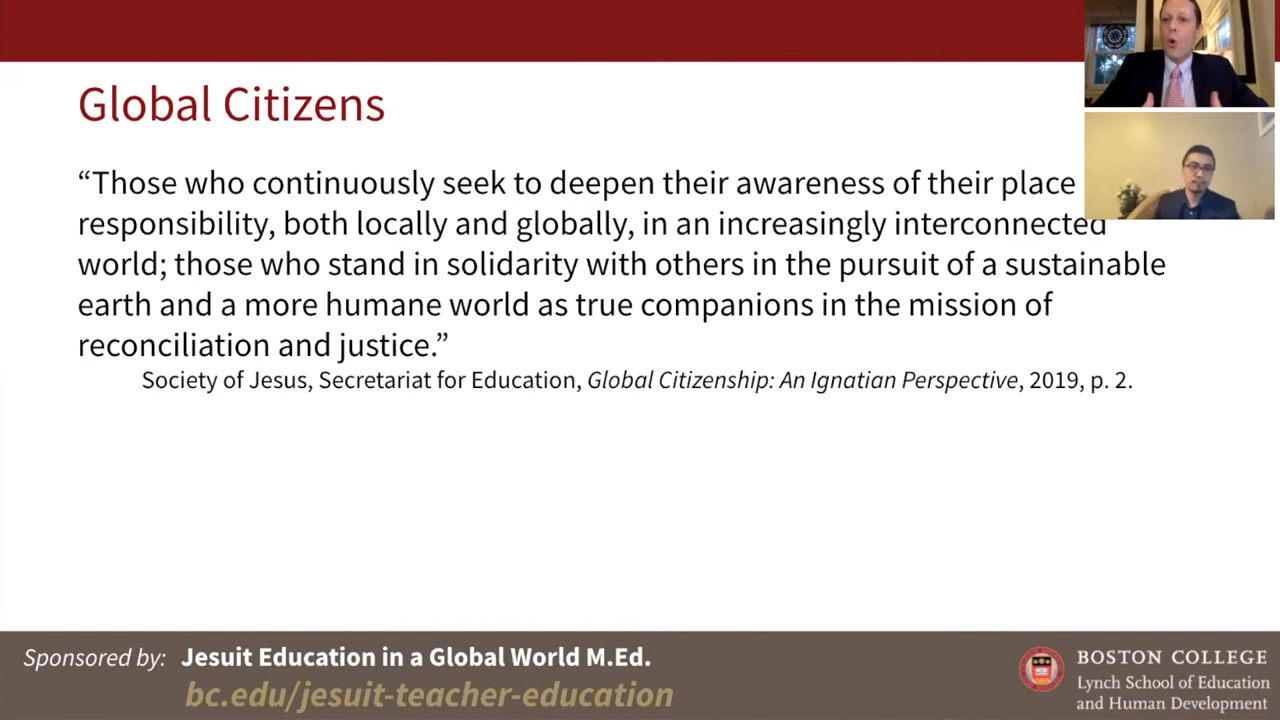 Global Citizens
“Those who continuously seek to deepen their awareness of their place
responsibility, both locally and globally, in an increasingly interconnected
world; those who stand in solidarity with others in the pursuit of a sustainable
earth and a more humane world as true companions in the mission of
reconciliation and justice.”
Society of Jesus, Secretariat for Education, Global Citizenship: An Ignatian Perspective, 2019, p. 2.
Sponsored by: Jesuit Education in a Global World M.Ed.
bc.edu/jesuit-teacher-education
BOSTON COLLEGE
Lynch School of Education
and Human Development